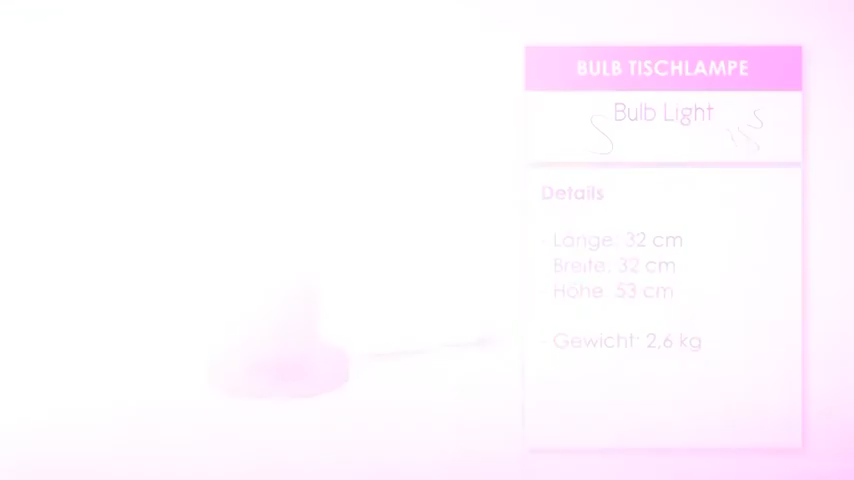 BULB TISCHLAMPE
Bulb Light
Details
- Länge: 32 cm
- Breite: 32 cm
- Höhe: 53 cm
- Gewicht: 2,6 kg